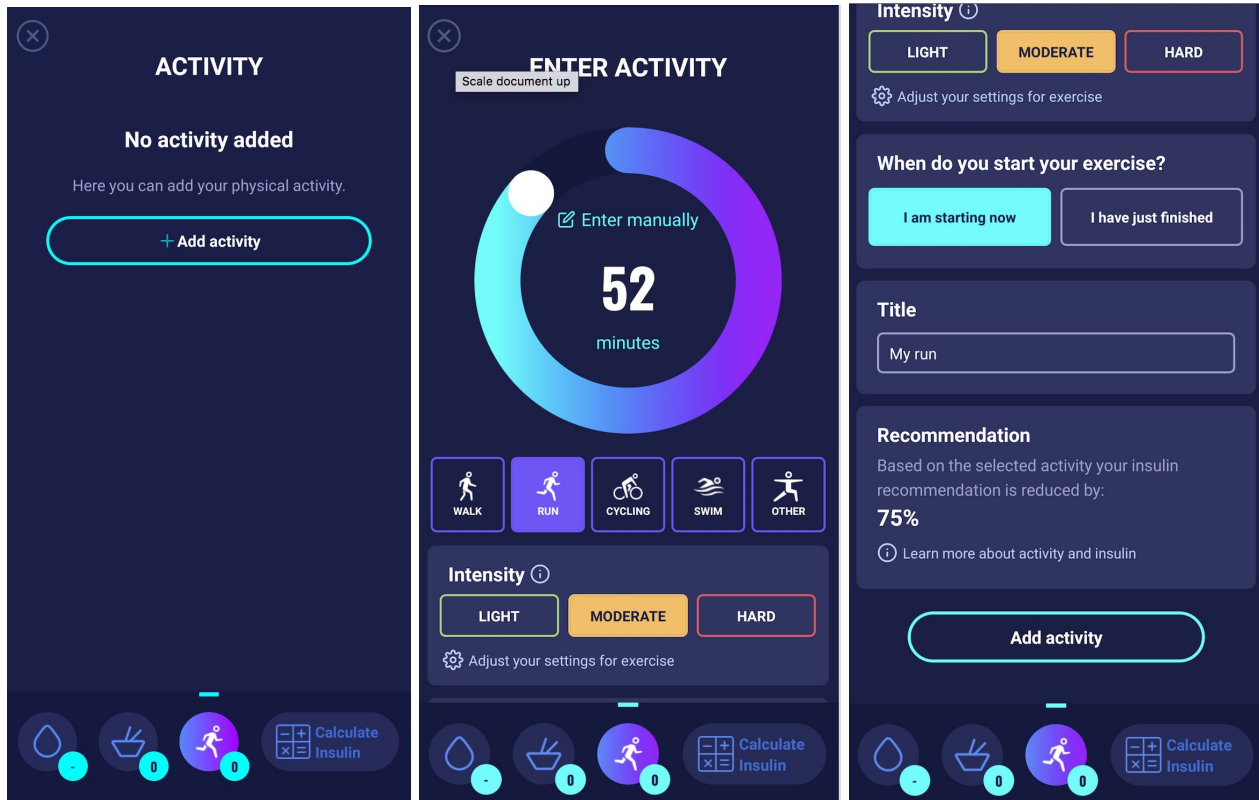 ACTIVITY
No activity added
Here you can add your physical activity.
+ Add activity
-
0
0
Calculate
Insulin
ENTER ACTIVITY
Scale document up
Enter manually
52
minutes
WALK
RUN
CYCLING
SWIM
OTHER
Intensity
LIGHT
MODERATE
HARD
Adjust your settings for exercise
-
0
0
Calculate
Insulin
Intensity
LIGHT
MODERATE
HARD
Adjust your settings for exercise
When do you start your exercise?
I am starting now
I have just finished
Title
My run
Recommendation
Based on the selected activity your insulin
recommendation is reduced by:
75%
Learn more about activity and insulin
Add activity
-
0
0
Calculate
Insulin